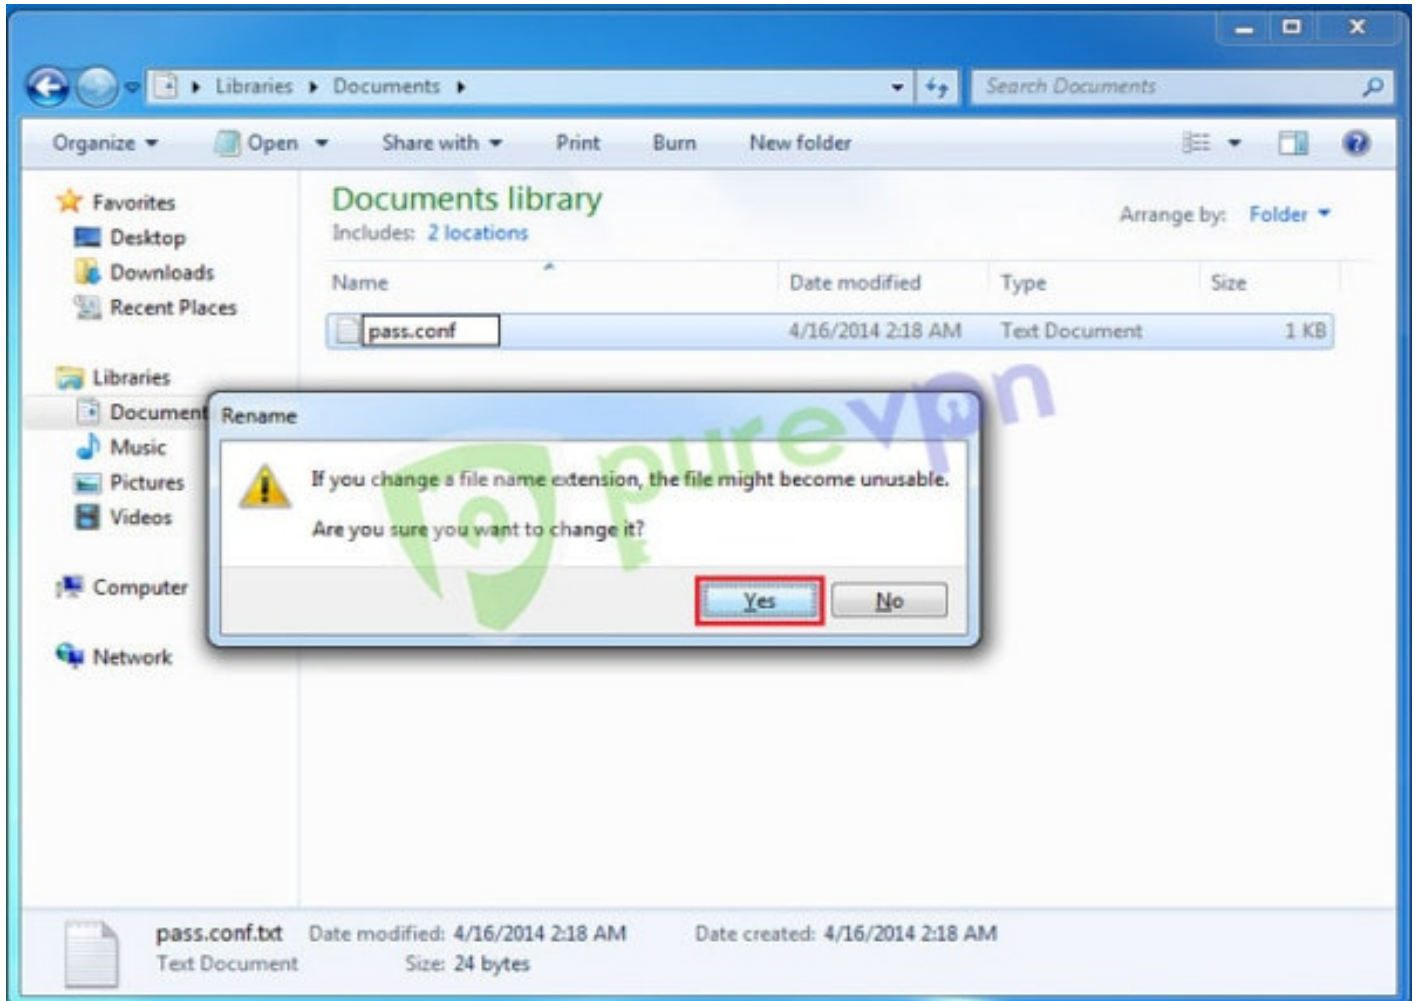 Libraries Documents
Search Documents
Organize Open Share with Print Burn New folder
Favorites
Desktop
Downloads
Recent Places
Libraries
Document
Music
Pictures
Videos
Computer
Network
Documents library
Includes: 2 locations
Arrange by: Folder
Name Date modified Type Size
pass.conf 4/16/2014 2:18 AM Text Document 1 KB
purevpn
Rename
If you change a file name extension, the file might become unusable.
Are you sure you want to change it?
Yes No
pass.conf.txt Date modified: 4/16/2014 2:18 AM Date created: 4/16/2014 2:18 AM
Text Document Size: 24 bytes